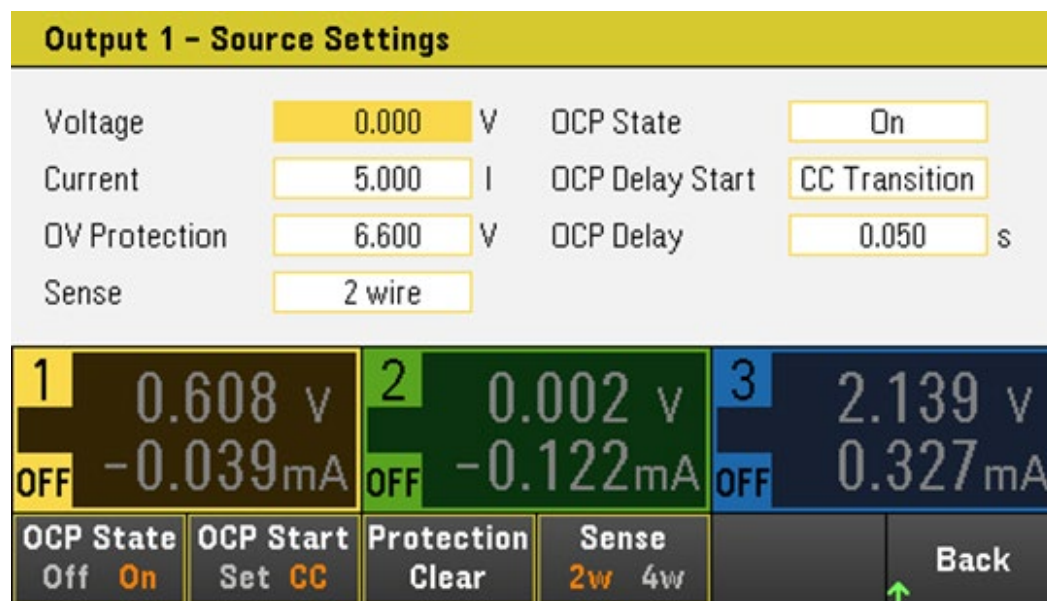 Output 1 – Source Settings
Voltage 0.000 V OCP State On
Current 5.000 I OCP Delay Start CC Transition
OV Protection 6.600 V OCP Delay 0.050 s
Sense 2 wire
1 0.608 V 2 0.002 V 3 2.139 V
OFF -0.039mA OFF -0.122mA OFF 0.327mA
OCP State OCP Start Protection Sense
Off On Set CC Clear 2w 4w Back